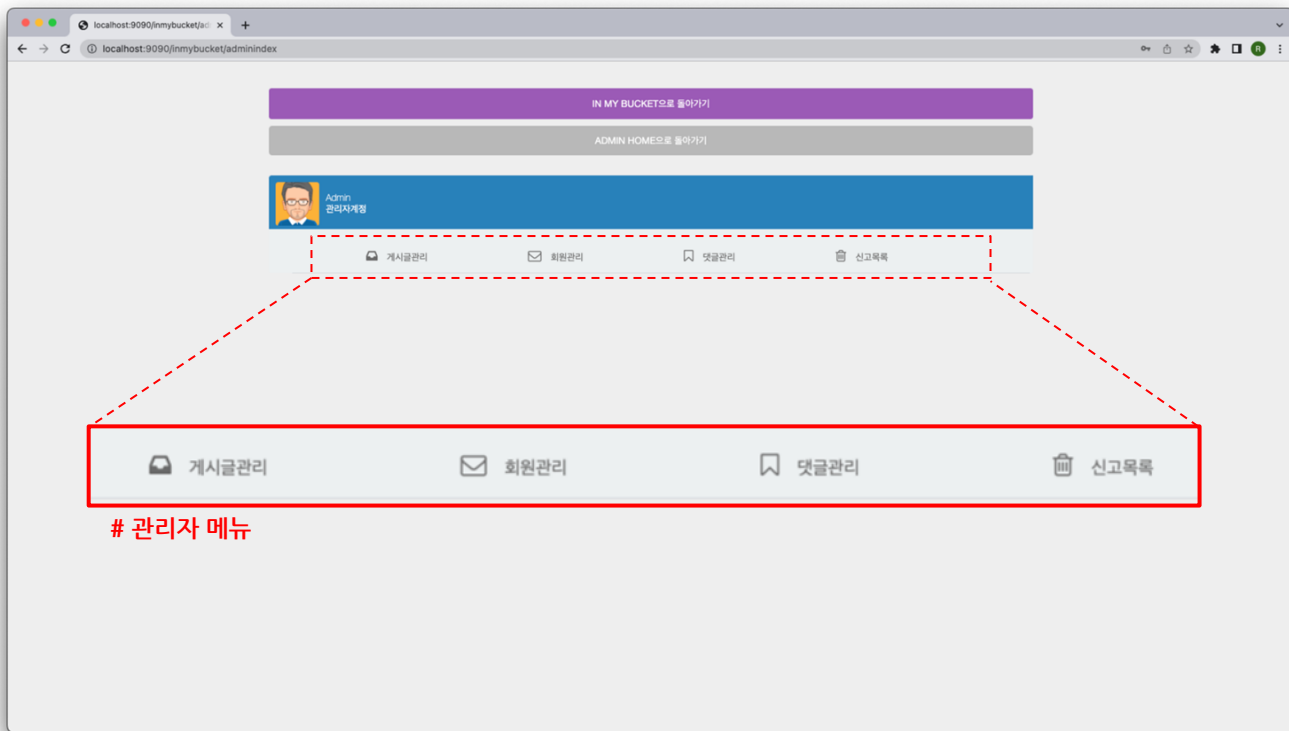 localhost:9090/inmybucket/ad
localhost:9090/inmybucket/adminindex
R
IN MY BUCKET으로 돌아가기
ADMIN HOME으로 돌아가기
Admin
관리자계정
게시글관리 회원관리 댓글관리 신고목록
게시글관리 회원관리 댓글관리 신고목록
# 관리자 메뉴